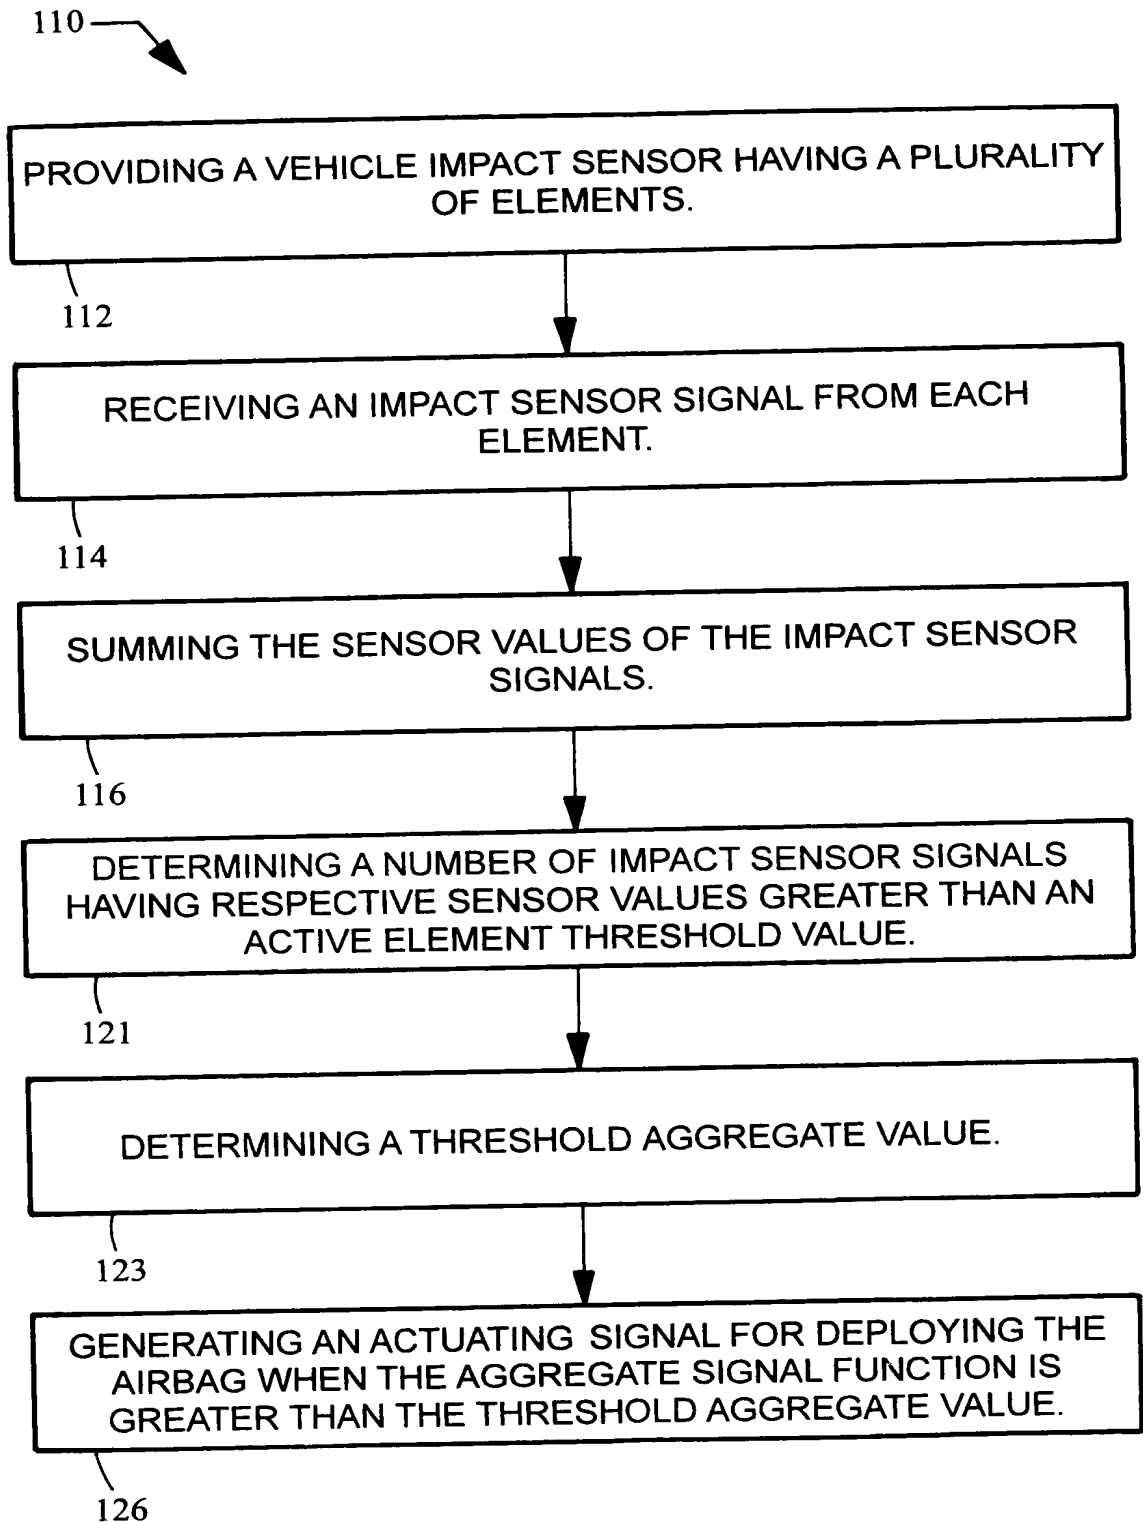 110
PROVIDING A VEHICLE IMPACT SENSOR HAVING A PLURALITY
OF ELEMENTS.
112
RECEIVING AN IMPACT SENSOR SIGNAL FROM EACH
ELEMENT.
114
SUMMING THE SENSOR VALUES OF THE IMPACT SENSOR
SIGNALS.
116
DETERMINING A NUMBER OF IMPACT SENSOR SIGNALS
HAVING RESPECTIVE SENSOR VALUES GREATER THAN AN
ACTIVE ELEMENT THRESHOLD VALUE.
121
DETERMINING A THRESHOLD AGGREGATE VALUE.
123
GENERATING AN ACTUATING SIGNAL FOR DEPLOYING THE
AIRBAG WHEN THE AGGREGATE SIGNAL FUNCTION IS
GREATER THAN THE THRESHOLD AGGREGATE VALUE.
126